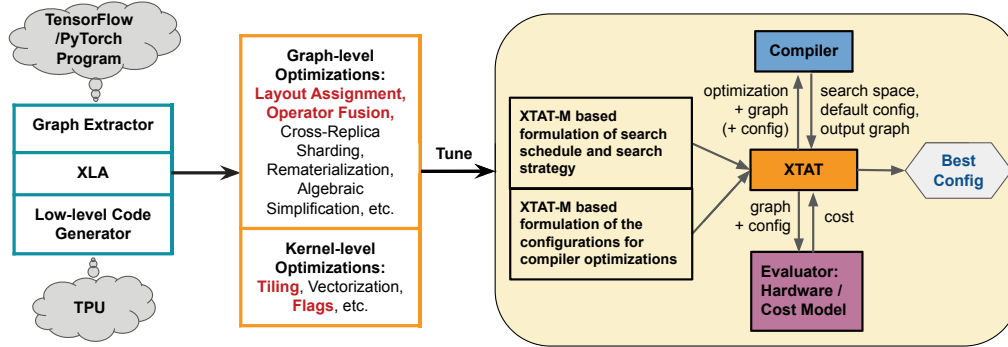 TensorFlow
/PyTorch
Program
Graph Extractor
XLA
Low-level Code
Generator
TPU
Graph-level
Optimizations:
Layout Assignment,
Operator Fusion,
Cross-Replica
Sharding,
Rematerialization,
Algebraic
Simplification, etc.
Kernel-level
Optimizations:
Tiling, Vectorization,
Flags, etc.
Tune
XTAT-M based
formulation of search
schedule and search
strategy
XTAT-M based
formulation of the
configurations for
compiler optimizations
Compiler
optimization
+ graph
(+ config)
search space,
default config,
output graph
XTAT
graph
+ config
cost
Evaluator:
Hardware /
Cost Model
Best
Config